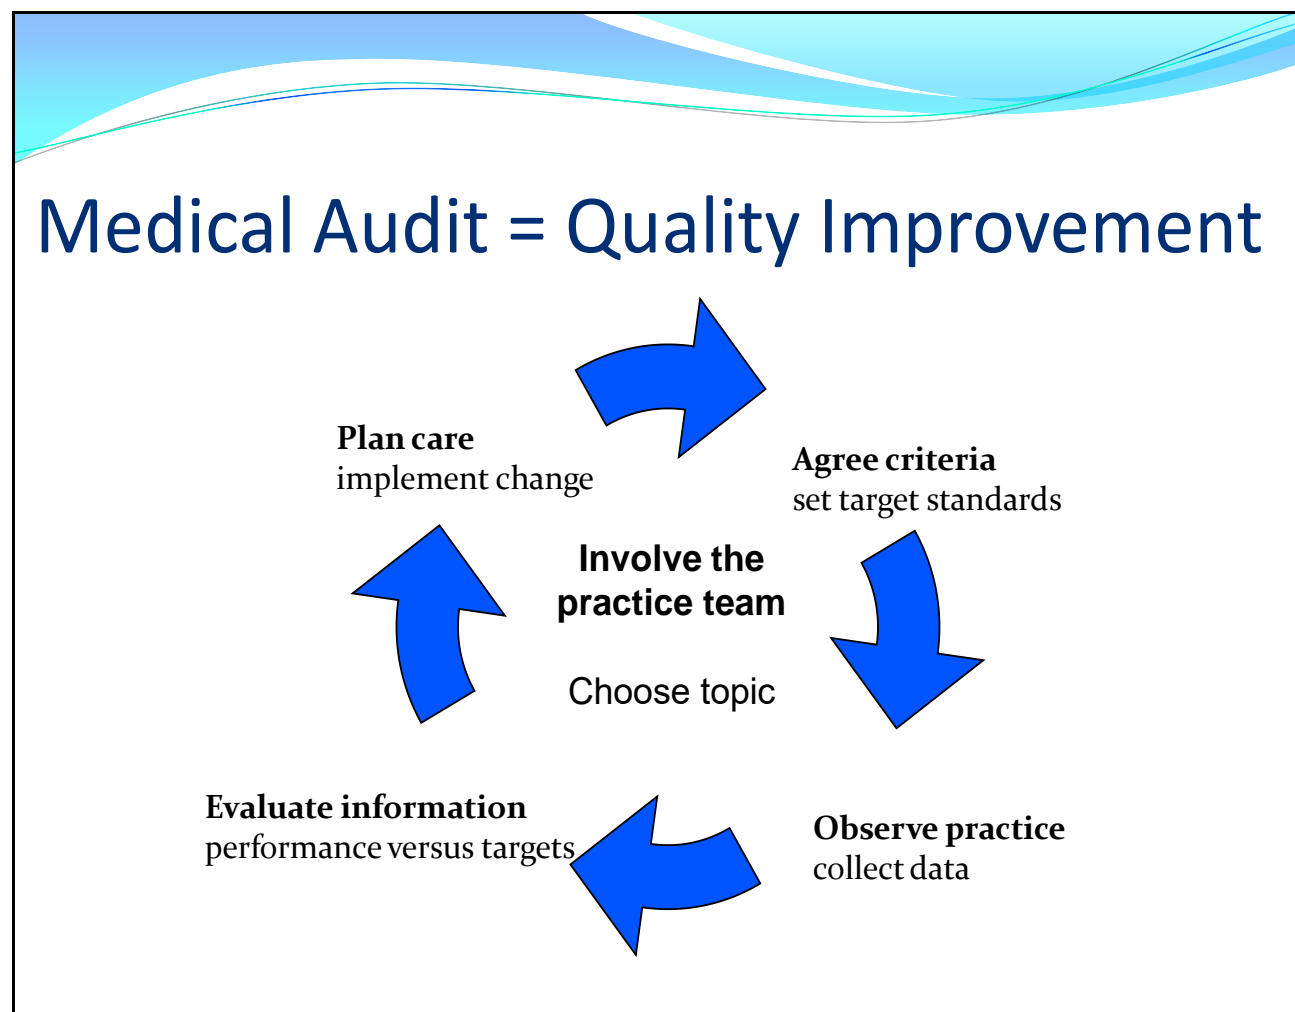 Medical Audit = Quality Improvement
Plan care
implement change
Agree criteria
set target standards
Involve the
practice team
Choose topic
Evaluate information
performance versus targets
Observe practice
collect data